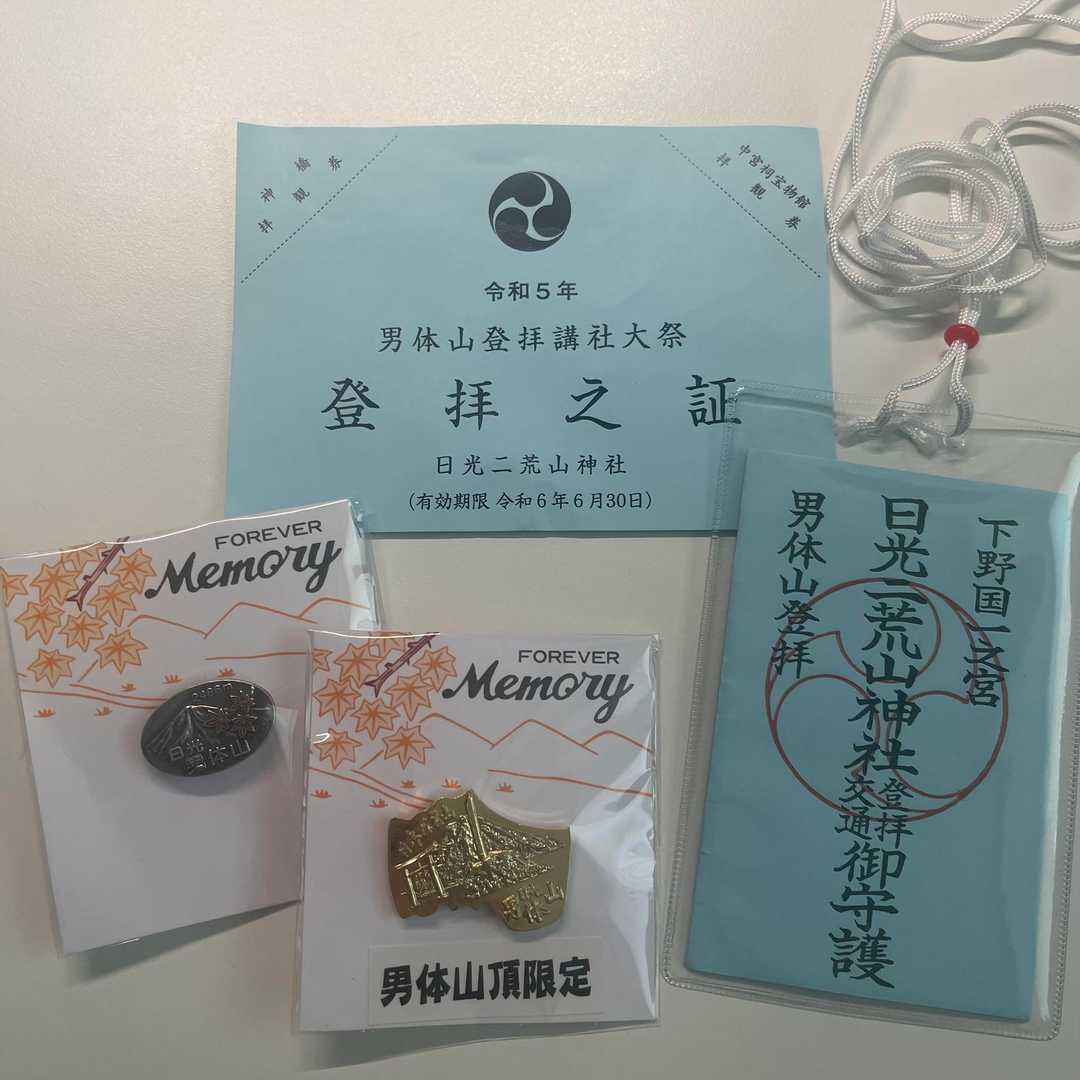 神橋券
拝観
中宮祠宝物館
拝観券
令和5年
男体山登拝講社大祭
登拝之証
日光二荒山神社
(有効期限 令和6年6月30日)
FOREVER
Memory
日光
男体山
FOREVER
Memory
男体山
男体山頂限定
下野国一之宮
日光二荒山神社登拝交通御守護
男体山登拝